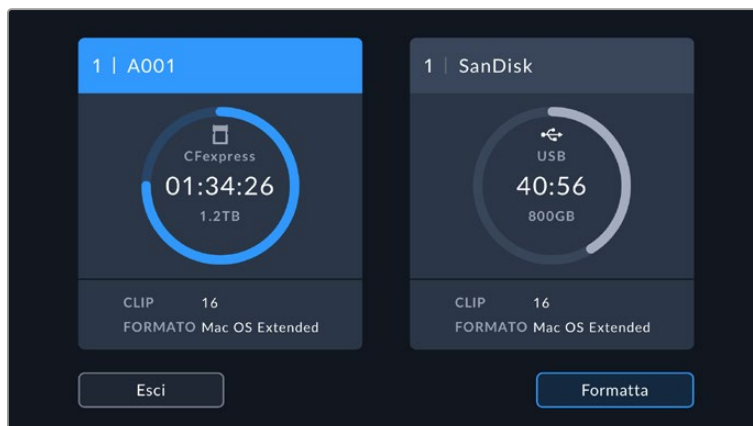 1 | A001
CFexpress
01:34:26
1.2TB
CLIP 16
FORMATO Mac OS Extended
1 | SanDisk
USB
40:56
800GB
CLIP 16
FORMATO Mac OS Extended
Esci
Formatta